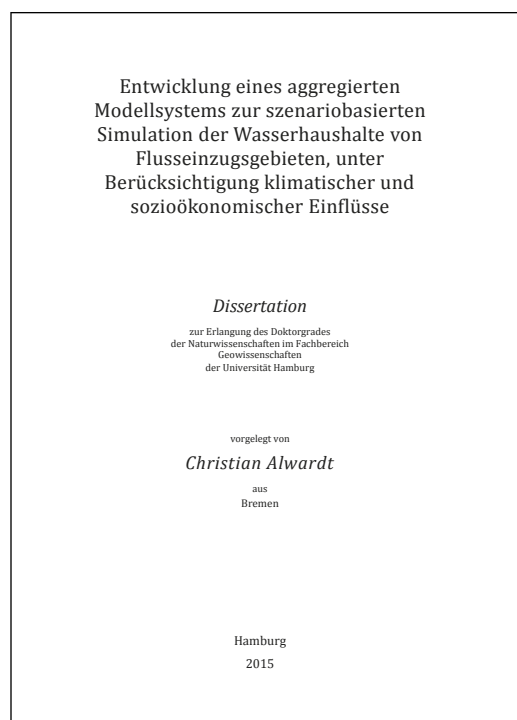 Entwicklung eines aggregierten
Modellsystems zur szenariobasierten
Simulation der Wasserhaushalte von
Flusseinzugsgebieten, unter
Berücksichtigung klimatischer und
sozioökonomischer Einflüsse
Dissertation
zur Erlangung des Doktorgrades
der Naturwissenschaften im Fachbereich
Geowissenschaften
der Universität Hamburg
vorgelegt von
Christian Alwardt
aus
Bremen
Hamburg
2015